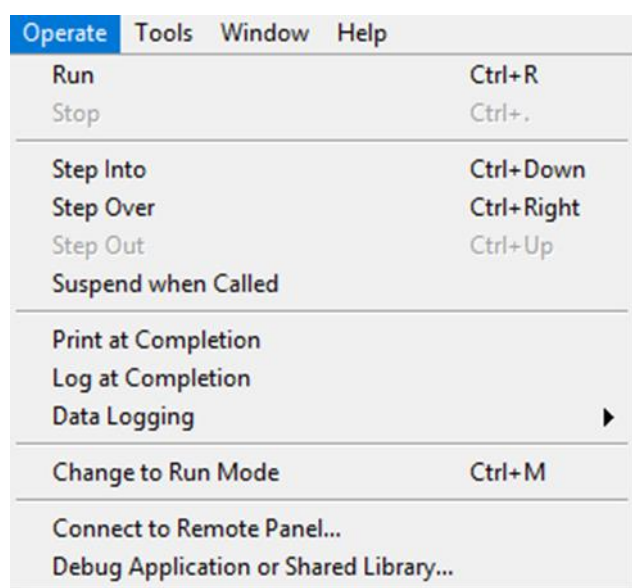 Operate Tools Window Help
Run Ctrl+R
Stop Ctrl+.
Step Into Ctrl+Down
Step Over Ctrl+Right
Step Out Ctrl+Up
Suspend when Called
Print at Completion
Log at Completion
Data Logging
Change to Run Mode Ctrl+M
Connect to Remote Panel...
Debug Application or Shared Library...